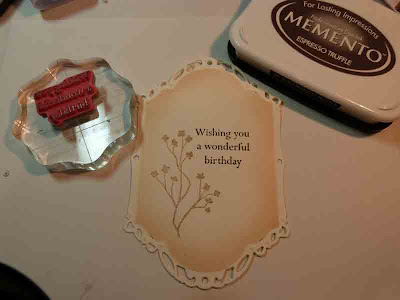 For Lasting Impressions
MEMENTO
ESPRESSO TRUFFLE
Wishing you
a wonderful
birthday